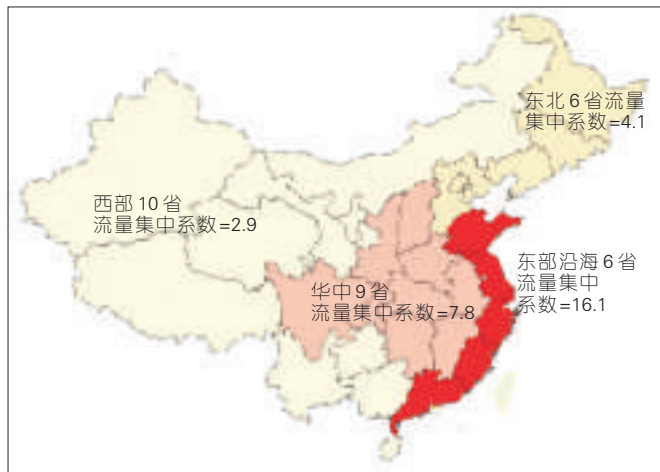 东北 6 省流量
集中系数=4.1
西部 10 省
流量集中系数=2.9
东部沿海 6 省
流量集中
系数=16.1
华中 9 省
流量集中系数=7.8